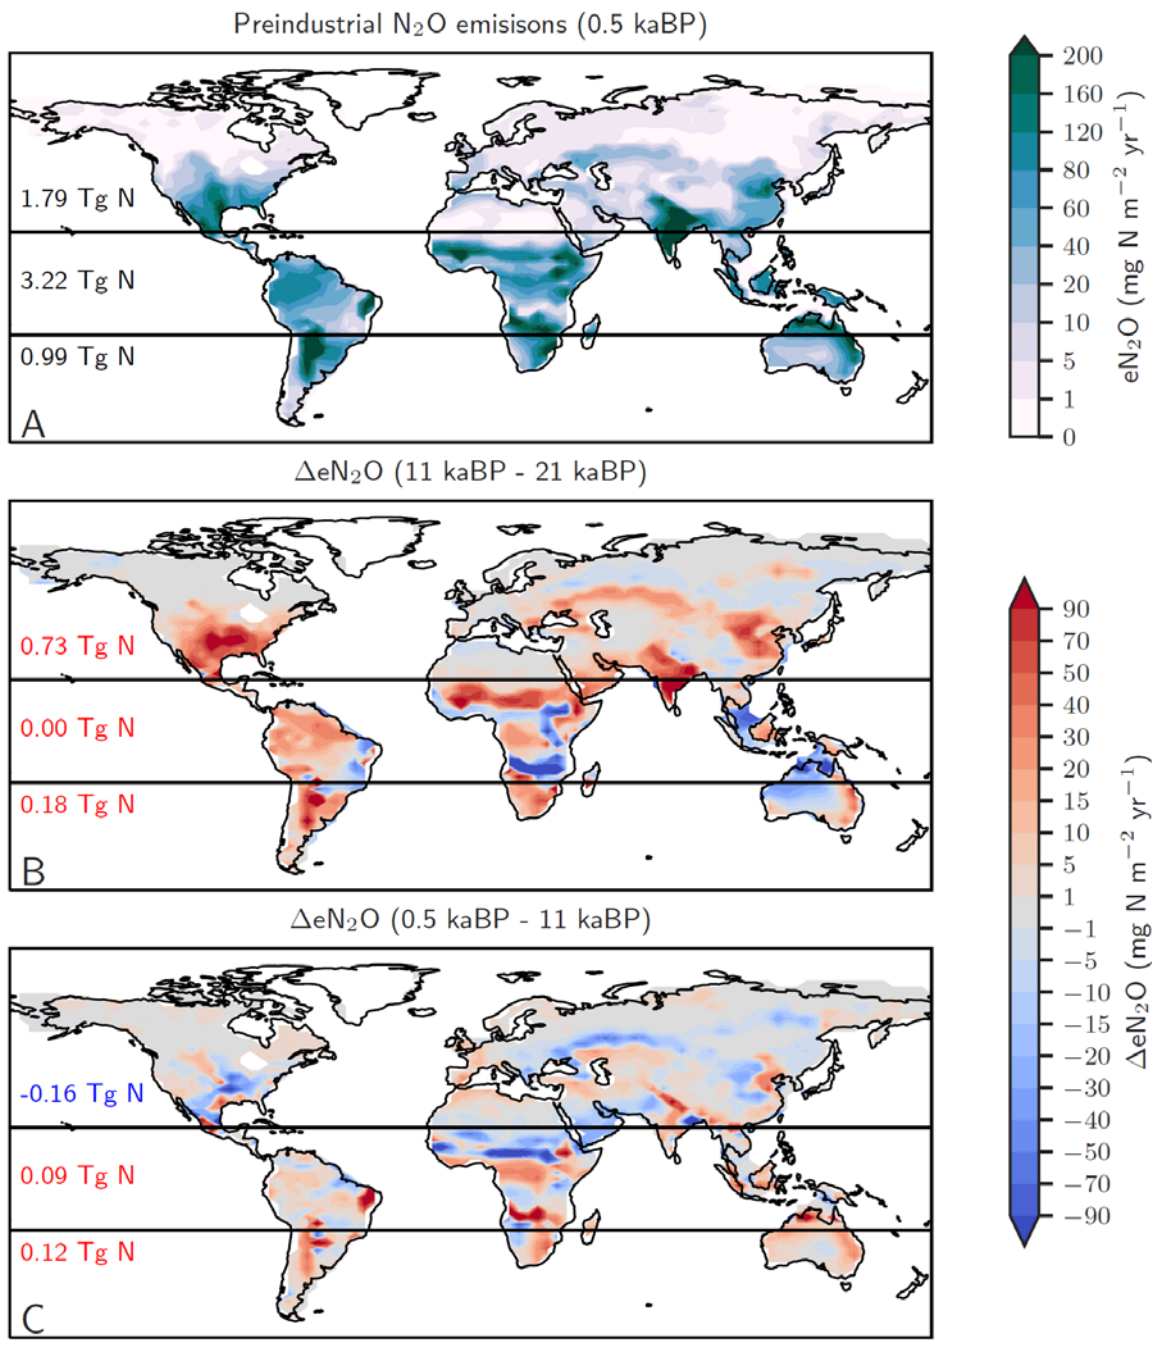 Preindustrial N₂O emisisons (0.5 kaBP)
1.79 Tg N
3.22 Tg N
0.99 Tg N
A
200
160
120
80
60
40
20
10
5
1
0
eN₂O (mg N m⁻² yr⁻¹)
ΔeN₂O (11 kaBP - 21 kaBP)
0.73 Tg N
0.00 Tg N
0.18 Tg N
B
ΔeN₂O (0.5 kaBP - 11 kaBP)
-0.16 Tg N
0.09 Tg N
0.12 Tg N
C
90
70
50
40
30
20
15
10
5
1
−1
−5
−10
−15
−20
−30
−40
−50
−70
−90
ΔeN₂O (mg N m⁻² yr⁻¹)